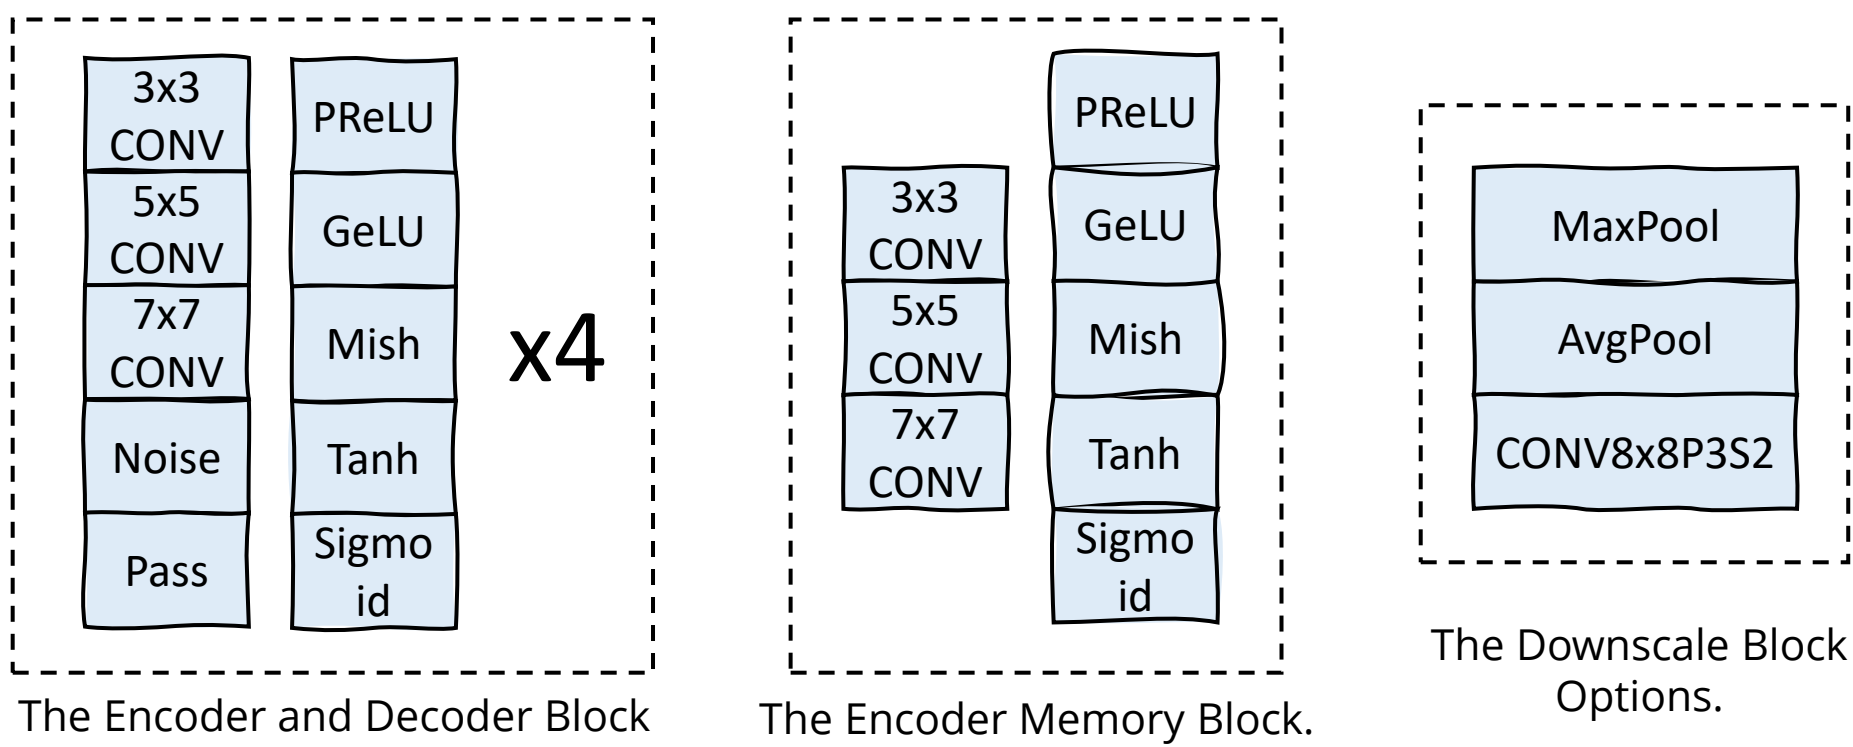 3x3
CONV
5x5
CONV
7x7
CONV
Noise
Pass
PReLU
GeLU
Mish
Tanh
Sigmo
id
x4
The Encoder and Decoder Block
3x3
CONV
5x5
CONV
7x7
CONV
PReLU
GeLU
Mish
Tanh
Sigmo
id
The Encoder Memory Block.
MaxPool
AvgPool
CONV8x8P3S2
The Downscale Block
Options.